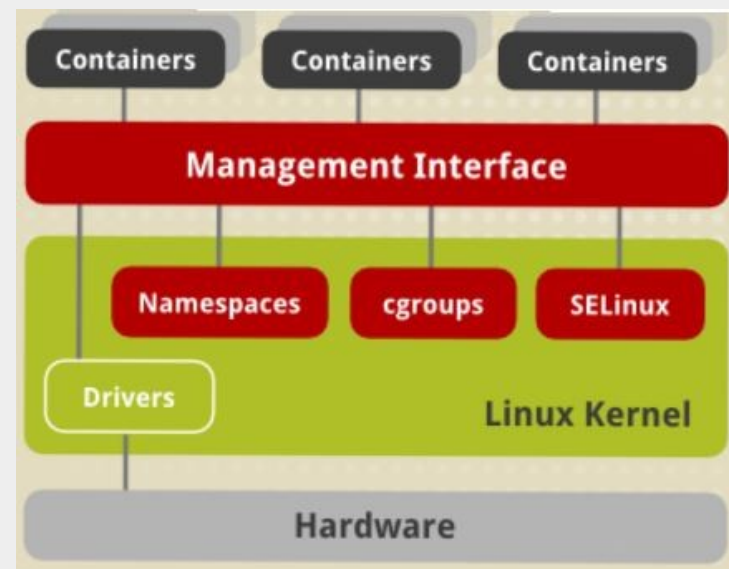 Containers
Containers
Containers
Management Interface
Namespaces
cgroups
SELinux
Drivers
Linux Kernel
Hardware